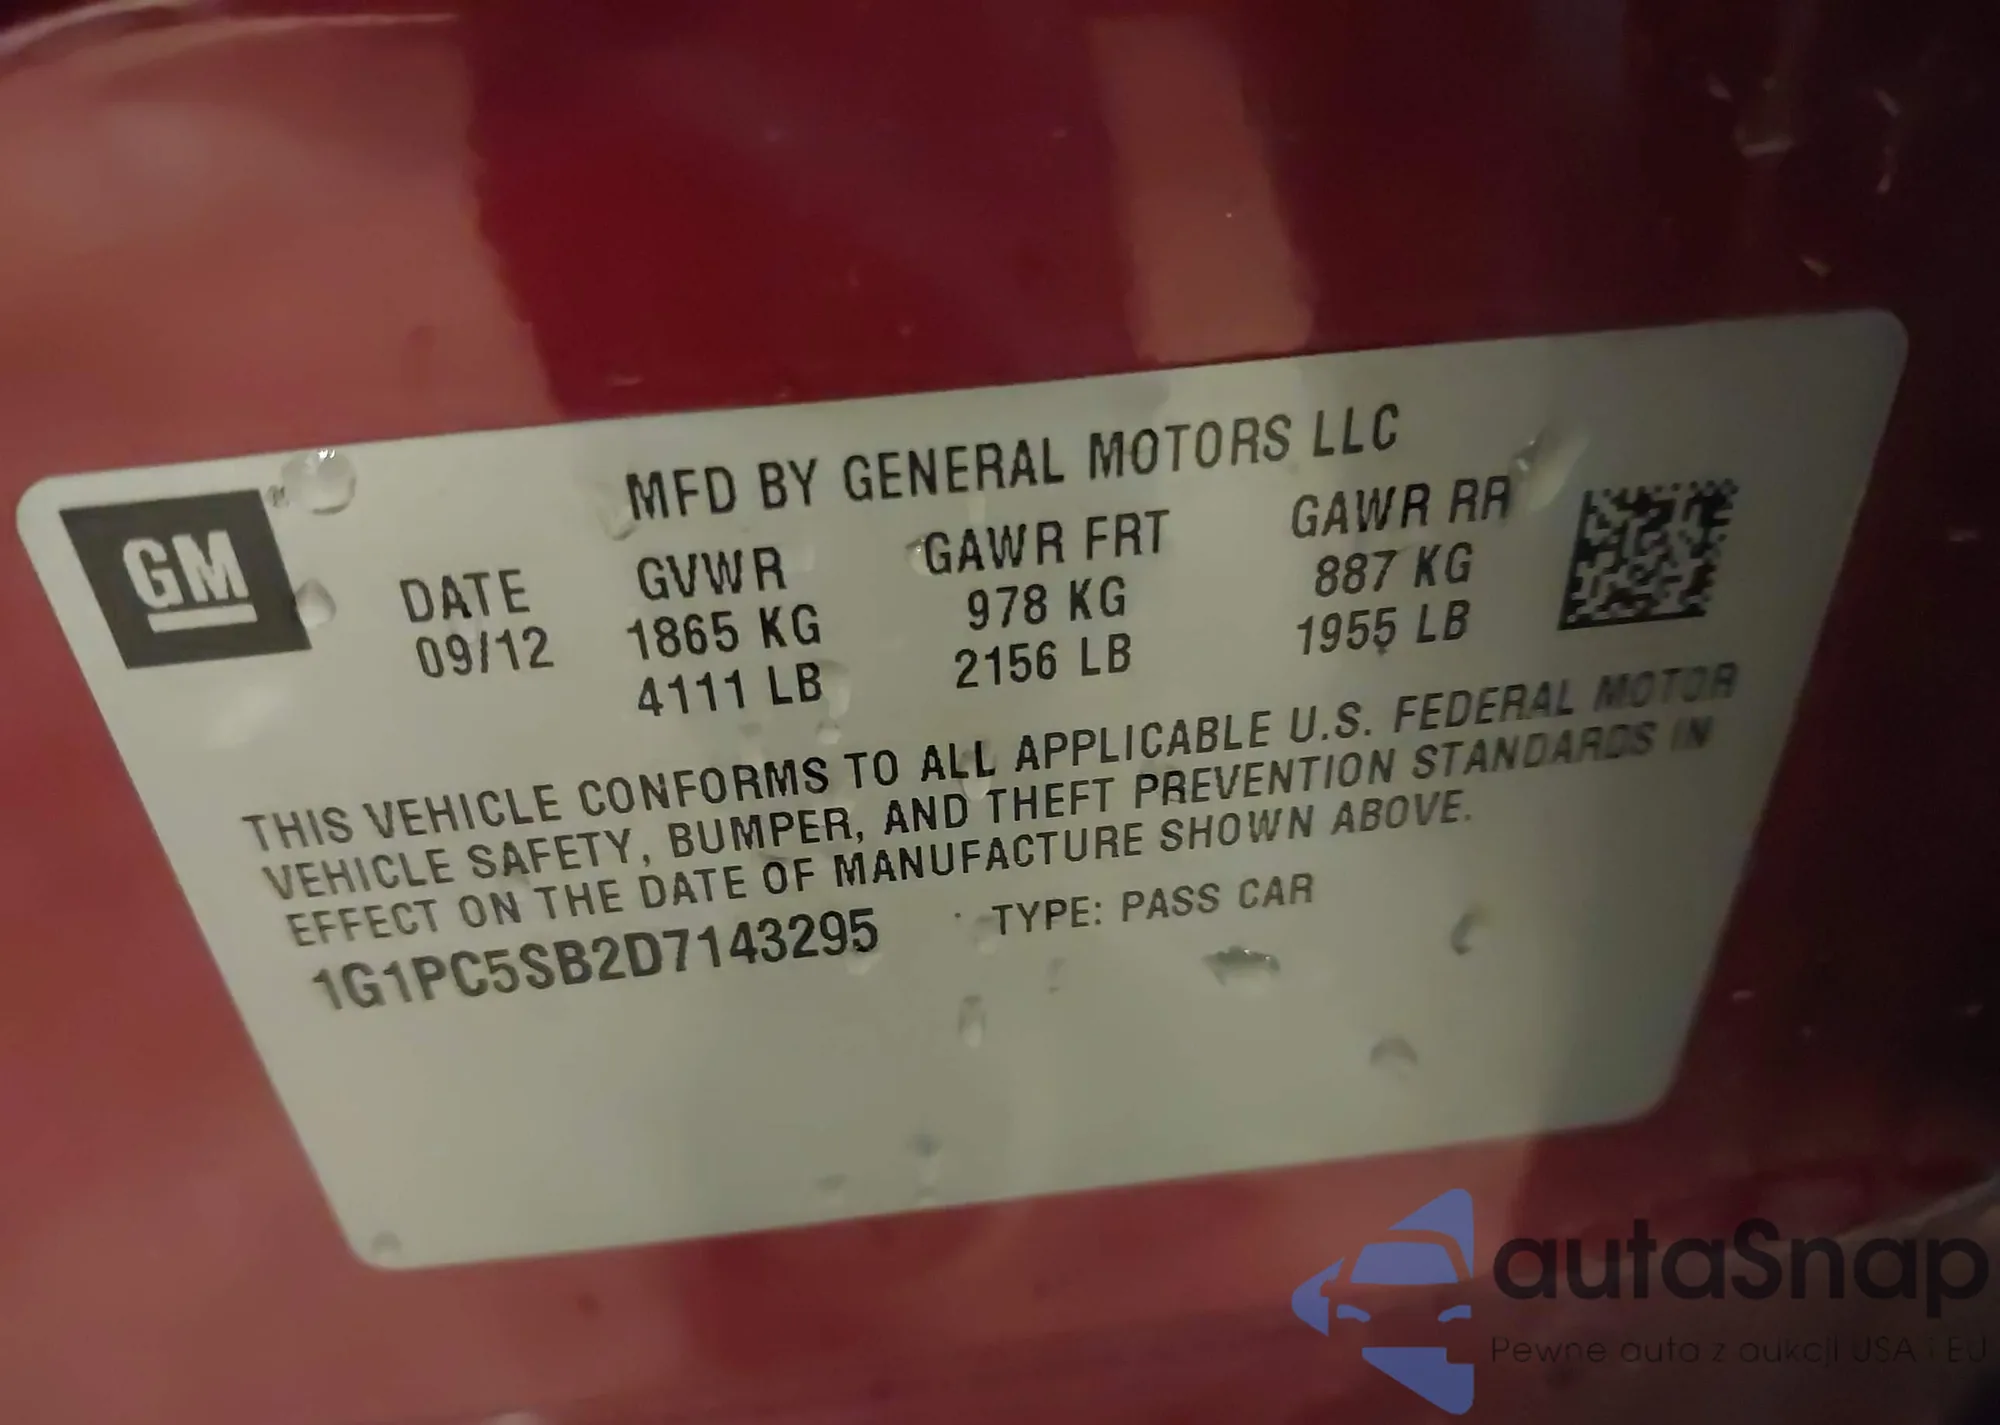 MFD BY GENERAL MOTORS LLC
GM ®
DATE GVWR GAWR FRT GAWR RR
09/12 1865 KG 978 KG 887 KG
4111 LB 2156 LB 1955 LB
THIS VEHICLE CONFORMS TO ALL APPLICABLE U.S. FEDERAL MOTOR
VEHICLE SAFETY, BUMPER, AND THEFT PREVENTION STANDARDS IN
EFFECT ON THE DATE OF MANUFACTURE SHOWN ABOVE.
1G1PC5SB2D7143295 TYPE: PASS CAR
autaSnap
Pewne auta z aukcji USA i EU